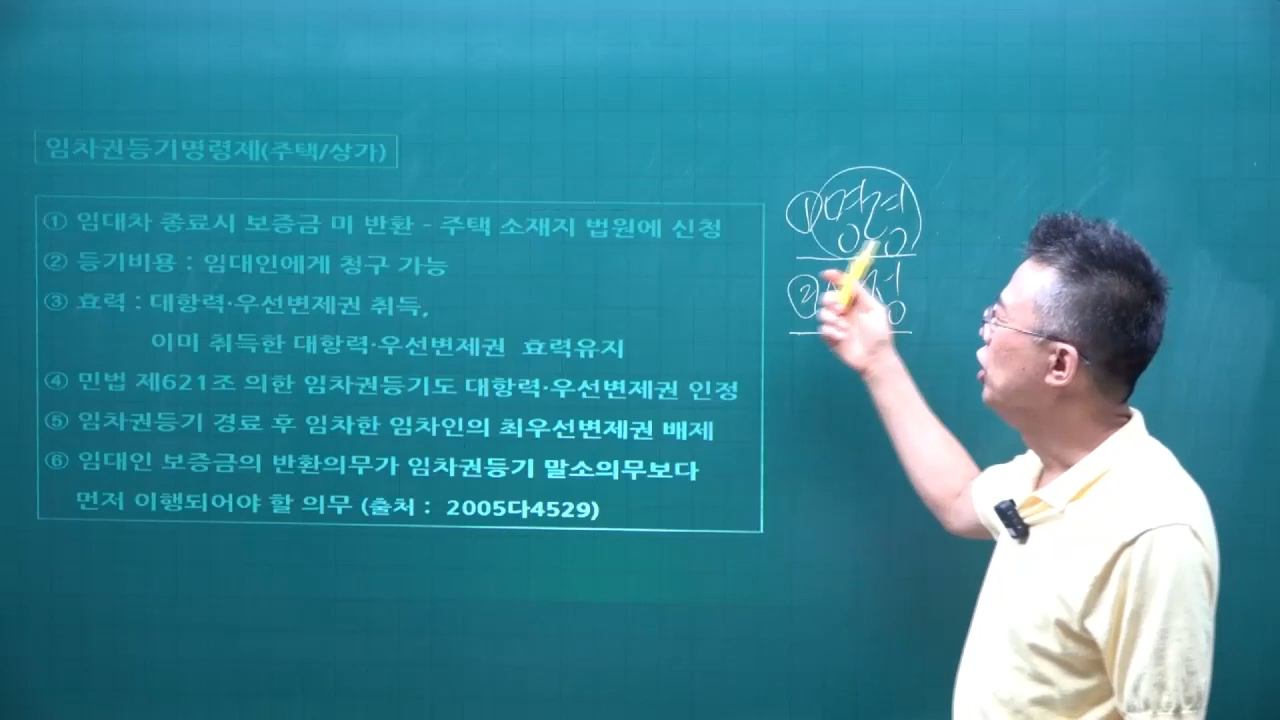 임차권등기명령제(주택/상가)
① 임대차 종료시 보증금 미 반환 - 주택 소재지 법원에 신청
② 등기비용 : 임대인에게 청구 가능
③ 효력 : 대항력·우선변제권 취득,
이미 취득한 대항력·우선변제권 효력유지
④ 민법 제621조 의한 임차권등기도 대항력·우선변제권 인정
⑤ 임차권등기 경료 후 임차한 임차인의 최우선변제권 배제
⑥ 임대인 보증금의 반환의무가 임차권등기 말소의무보다
먼저 이행되어야 할 의무 (출처 : 2005다4529)
① 명령
②